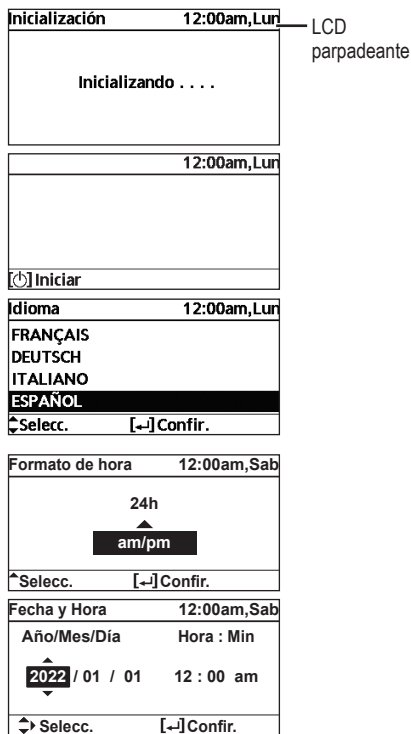 Inicialización 12:00am,Lun
LCD
parpadeante
Inicializando . . . .
12:00am,Lun
[⏻] Iniciar
Idioma 12:00am,Lun
FRANÇAIS
DEUTSCH
ITALIANO
ESPAÑOL
Selecc. [↵] Confir.
Formato de hora 12:00am,Sab
24h
am/pm
Selecc. [↵] Confir.
Fecha y Hora 12:00am,Sab
Año/Mes/Día Hora : Min
2022 / 01 / 01 12 : 00 am
Selecc. [↵] Confir.